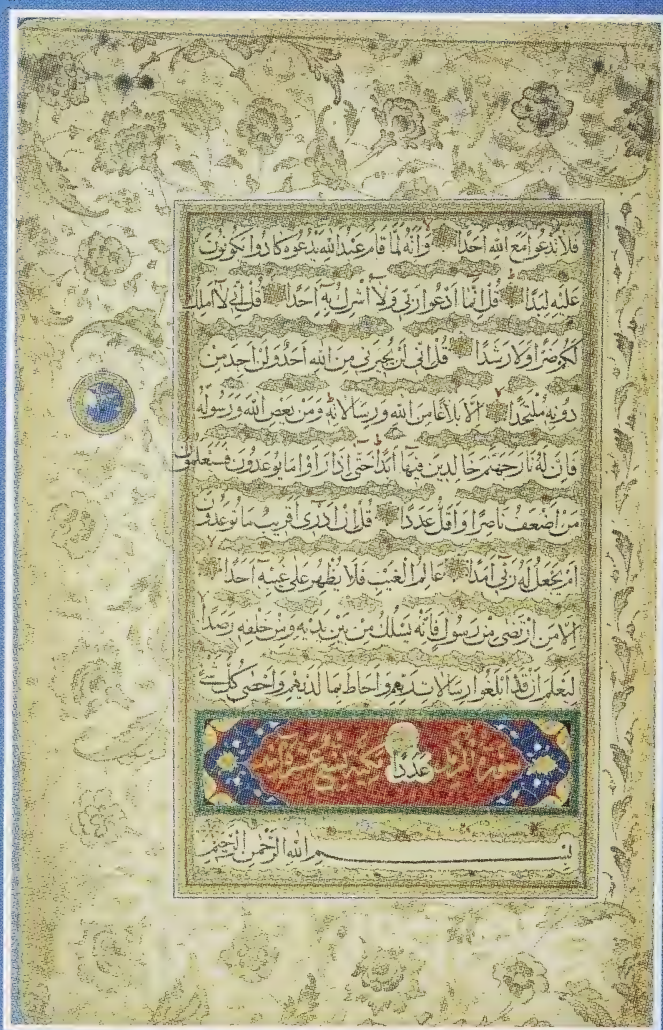 فلا تدعوا مع الله احدا وانه لما قام عبد الله يدعوه كادوا يكونون
عليه لبدا قل انما ادعوا ربي ولا اشرك به احدا قل اني لا املك
لكم ضرا ولا رشدا قل اني لن يجيرني من الله احد ولن اجد من
دونه ملتحدا الا بلاغا من الله ورسالاته ومن يعص الله ورسوله
فان له نار جهنم خالدين فيها ابدا حتى اذا راوا ما يوعدون فسيعلمون
من اضعف ناصرا واقل عددا قل ان ادري اقريب ما توعدون
ام يجعل له ربي امدا عالم الغيب فلا يظهر على غيبه احدا
الا من ارتضى من رسول فانه يسلك من بين يديه ومن خلفه رصدا
ليعلم ان قد ابلغوا رسالات ربهم واحاط بما لديهم واحصى كل شيء
سورة المزمل عددا مكية تسع عشر آية
بسم الله الرحمن الرحيم